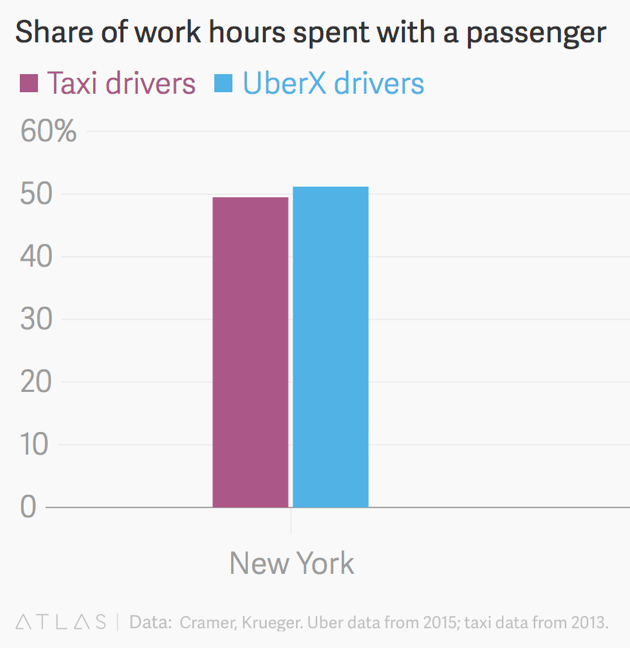 Share of work hours spent with a passenger
Taxi drivers UberX drivers
60%
50
40
30
20
10
0
New York
ATLAS | Data: Cramer, Krueger. Uber data from 2015; taxi data from 2013.